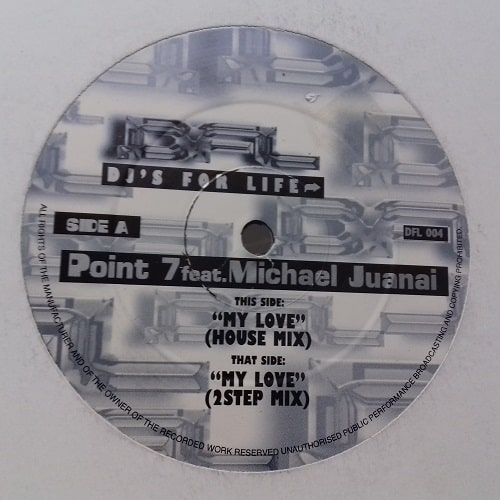 DFL
DJ'S FOR LIFE
SIDE A
DFL 004
Point 7 feat. Michael Juanai
THIS SIDE:
"MY LOVE"
(HOUSE MIX)
THAT SIDE:
"MY LOVE"
(2STEP MIX)
ALL RIGHTS OF THE MANUFACTURER AND OF THE OWNER OF THE RECORDED WORK RESERVED UNAUTHORISED PUBLIC PERFORMANCE BROADCASTING AND COPYING PROHIBITED.